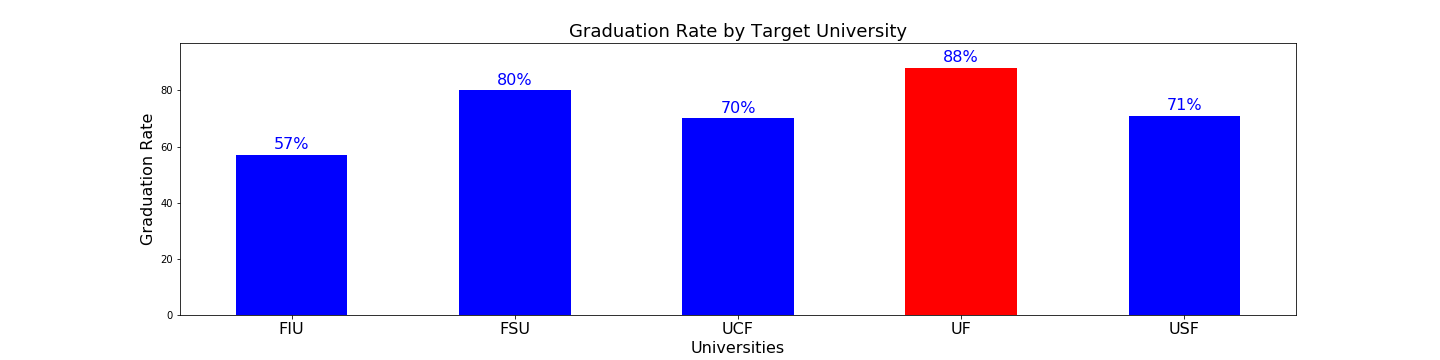 Graduation Rate by Target University
88%
80%
71%
70%
57%
80
60
40
20
0
Graduation Rate
FIU FSU UCF UF USF
Universities